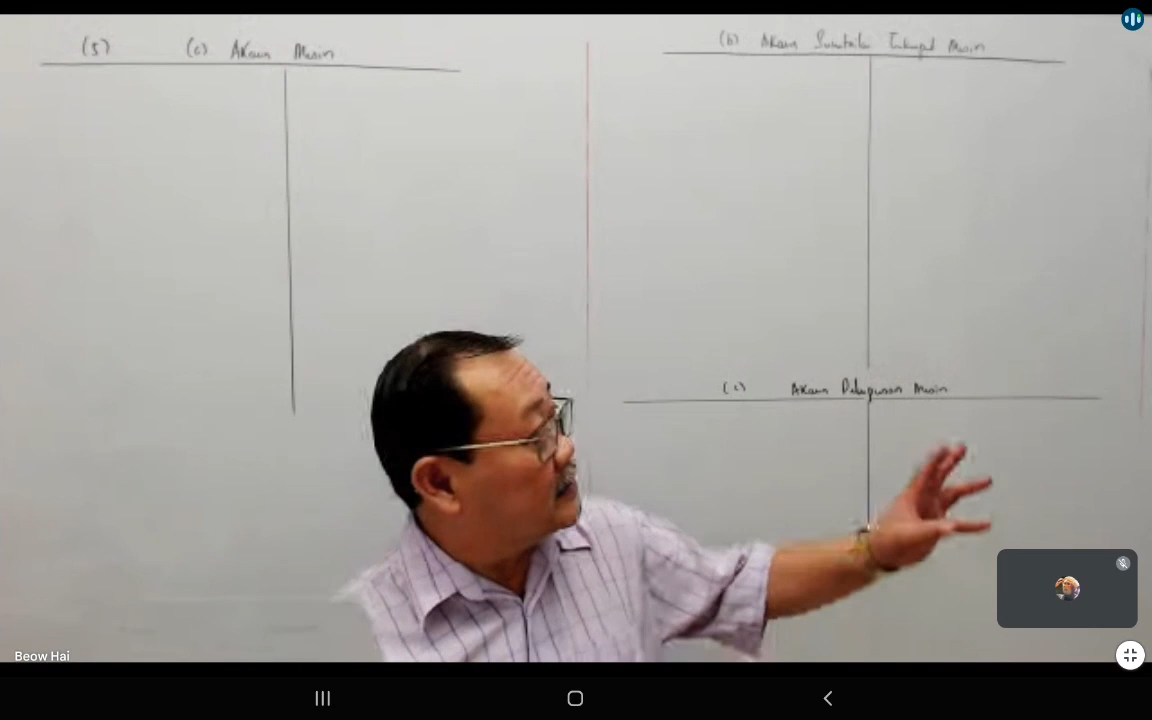 (5) (a) Akaun Mesin
(b) Akaun Susutnilai Terkumpul Mesin
(c) Akaun Pelupusan Mesin
Beow Hai